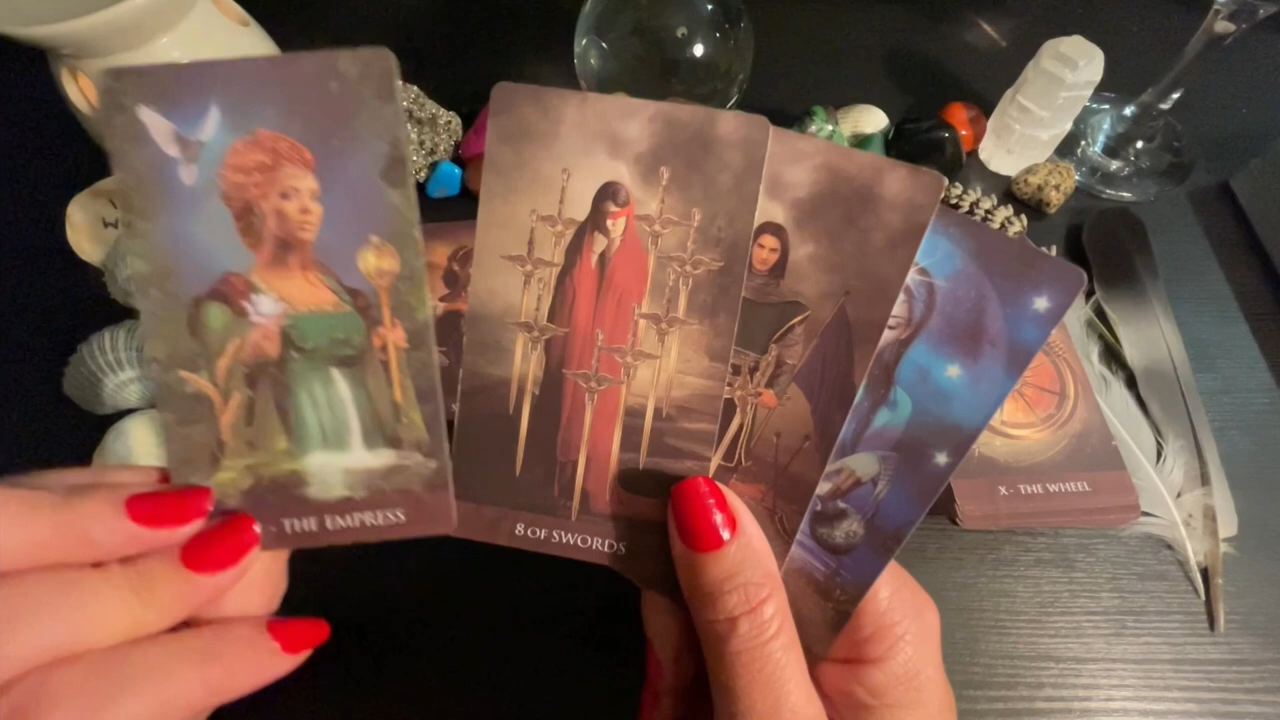 - THE EMPRESS
8 OF SWORDS
X - THE WHEEL